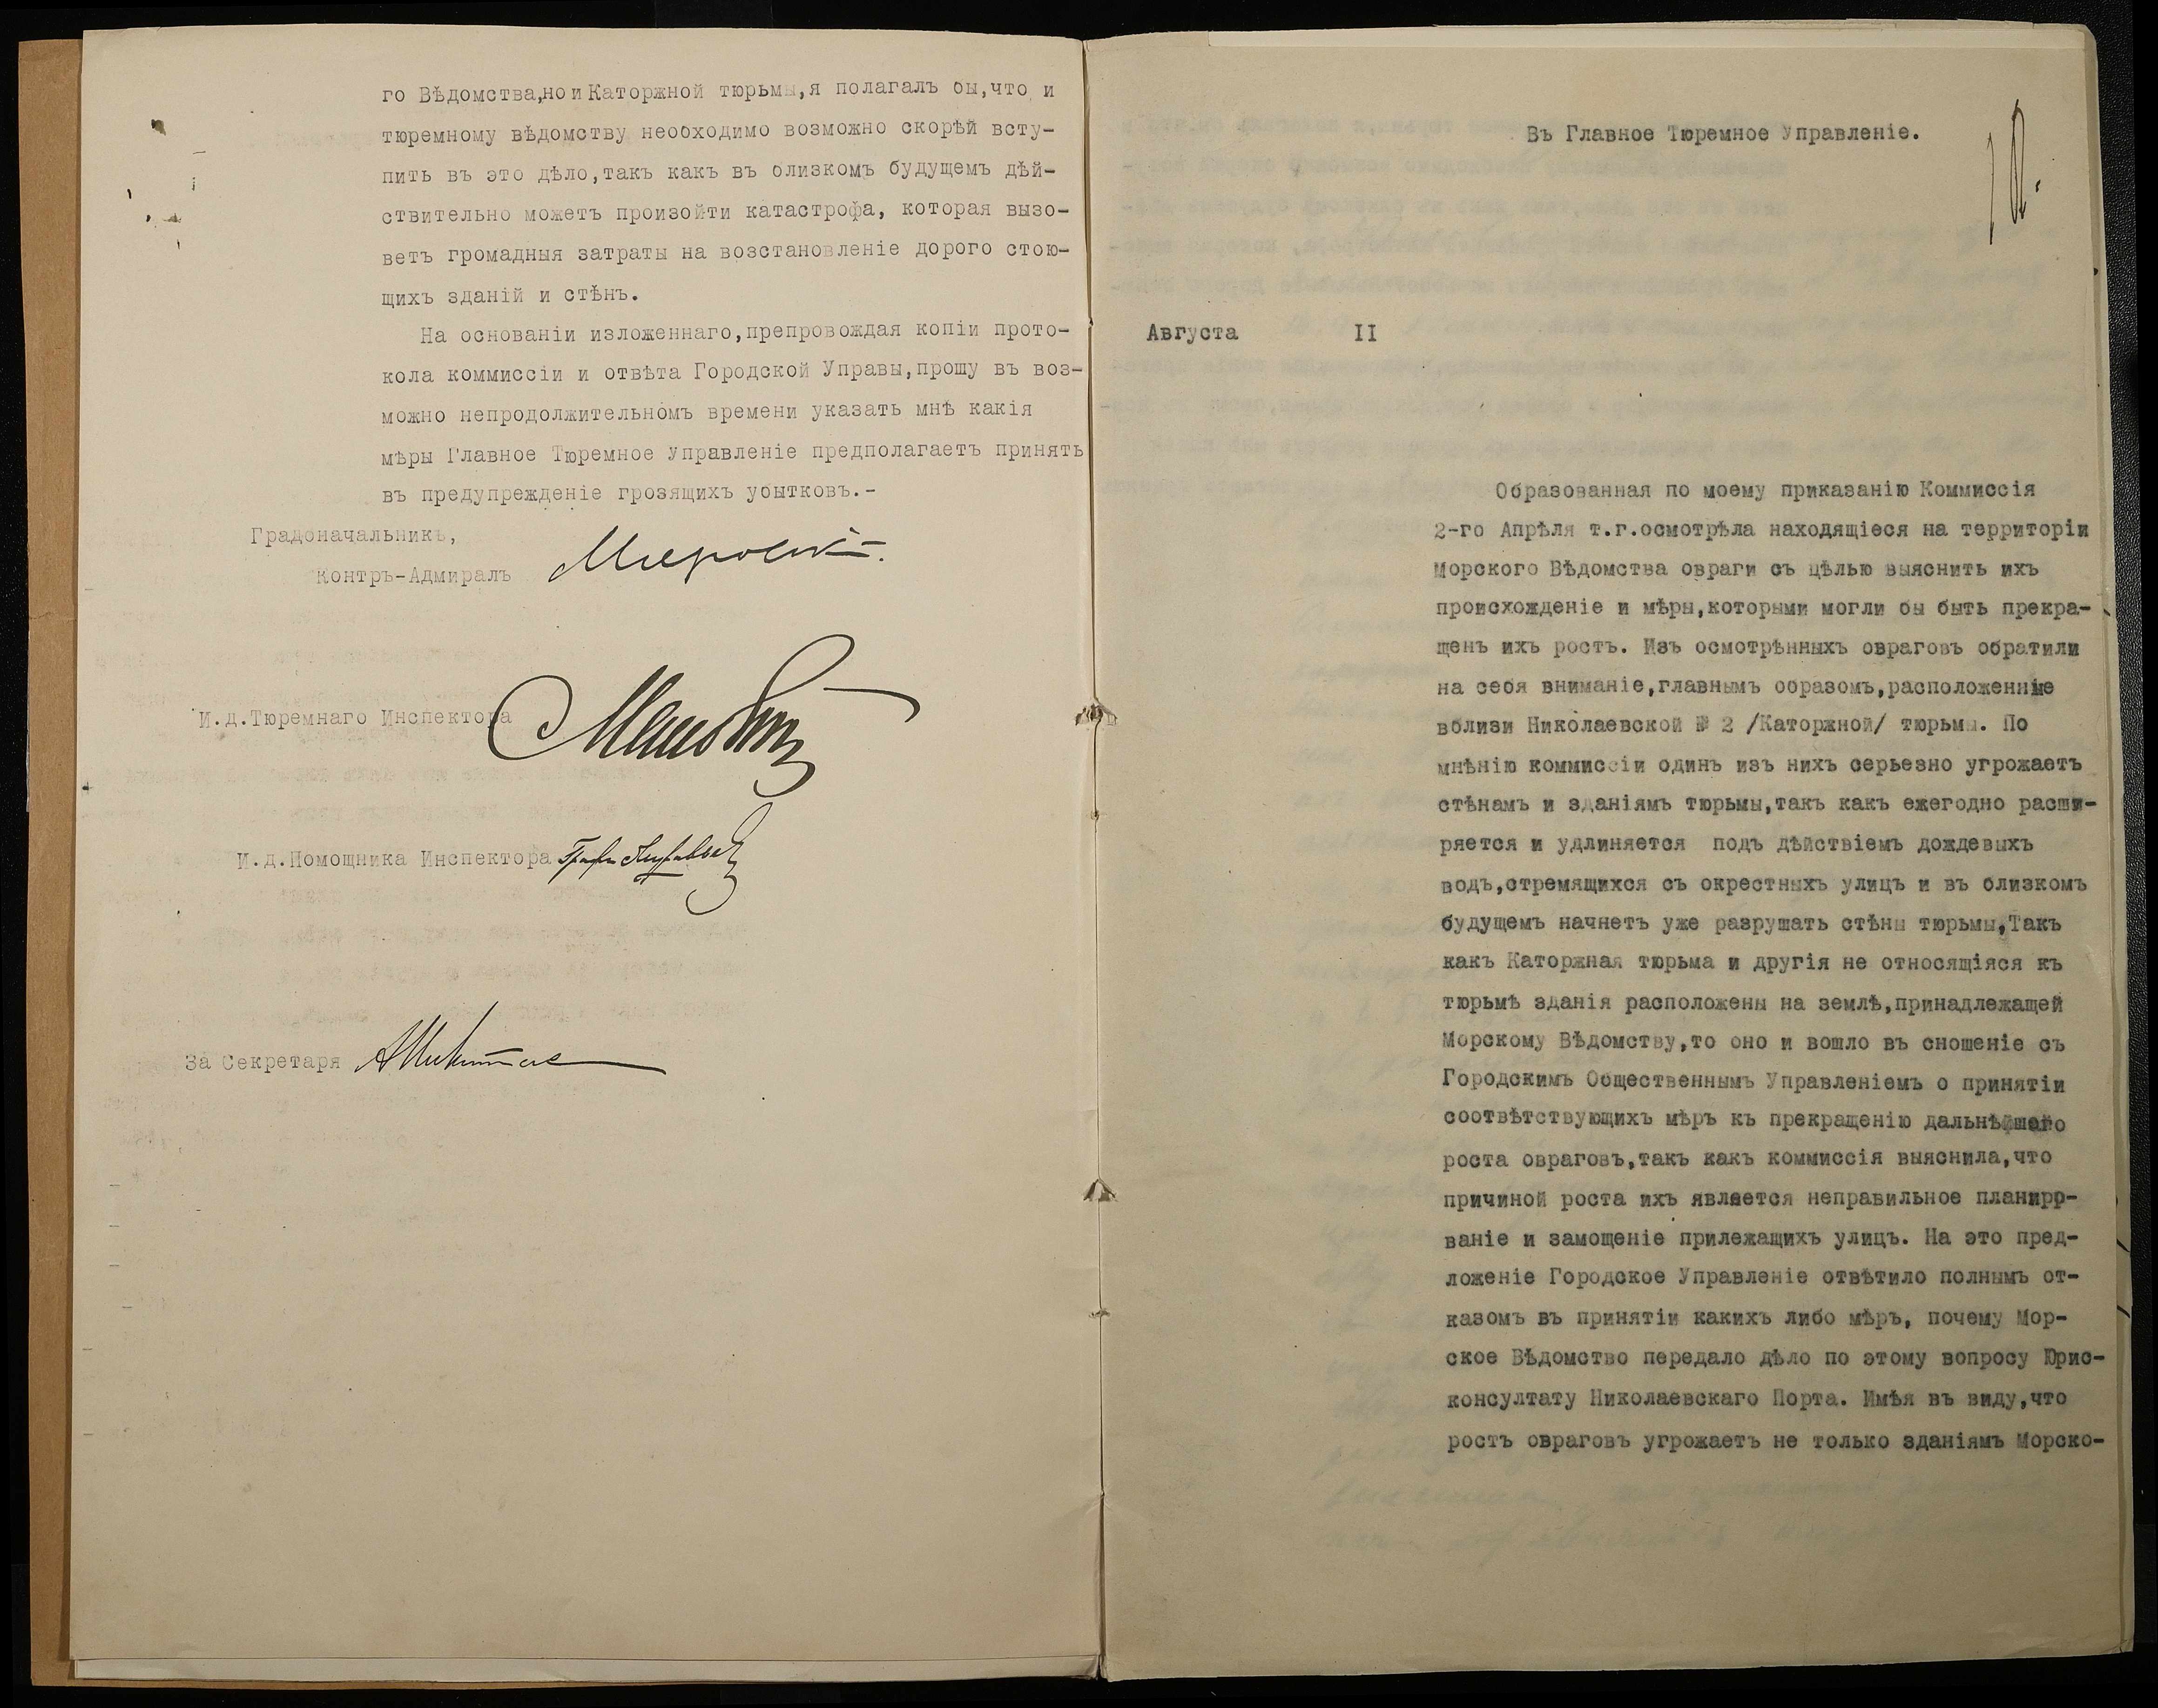 го Вѣдомства,но и Каторжной тюрьмы,я полагалъ бы,что и
тюремному вѣдомству необходимо возможно скорѣй всту-
пить въ это дѣло,такъ какъ въ близкомъ будущемъ дѣй-
ствительно можетъ произойти катастрофа, которая вызо-
ветъ громадныя затраты на возстановленіе дорого стою-
щихъ зданій и стѣнъ.
На основаніи изложеннаго,препровождая копіи прото-
кола коммиссіи и отвѣта Городской Управы,прошу въ воз-
можно непродолжительномъ времени указать мнѣ какія
мѣры Главное Тюремное Управленіе предполагаетъ принять
въ предупрежденіе грозящихъ убытковъ.-
Градоначальникъ,
Контръ-Адмиралъ
И.д.Тюремнаго Инспектора
И.д.Помощника Инспектора
За Секретаря
Въ Главное Тюремное Управленіе.
Августа II
Образованная по моему приказанію Коммиссія
2-го Апрѣля т.г.осмотрѣла находящіеся на территоріи
Морского Вѣдомства овраги съ цѣлью выяснить ихъ
происхожденіе и мѣры,которыми могли бы быть прекра-
щенъ ихъ ростъ. Изъ осмотрѣнныхъ овраговъ обратили
на себя вниманіе,главнымъ образомъ,расположенные
вблизи Николаевской № 2 /Каторжной/ тюрьмы. По
мнѣнію коммиссіи одинъ изъ нихъ серьезно угрожаетъ
стѣнамъ и зданіямъ тюрьмы,такъ какъ ежегодно расши-
ряется и удлиняется подъ дѣйствіемъ дождевыхъ
водъ,стремящихся съ окрестныхъ улицъ и въ близкомъ
будущемъ начнетъ уже разрушать стѣны тюрьмы,Такъ
какъ Каторжная тюрьма и другія не относящіяся къ
тюрьмѣ зданія расположены на землѣ,принадлежащей
Морскому Вѣдомству,то оно и вошло въ сношеніе съ
Городскимъ Общественнымъ Управленіемъ о принятіи
соотвѣтствующихъ мѣръ къ прекращенію дальнѣйшаго
роста овраговъ,такъ какъ коммиссія выяснила,что
причиной роста ихъ является неправильное планиро-
ваніе и замощеніе прилежащихъ улицъ. На это пред-
ложеніе Городское Управленіе отвѣтило полнымъ от-
казомъ въ принятіи какихъ либо мѣръ, почему Мор-
ское Вѣдомство передало дѣло по этому вопросу Юрис-
консултату Николаевскаго Порта. Имѣя въ виду,что
ростъ овраговъ угрожаетъ не только зданіямъ Морско-